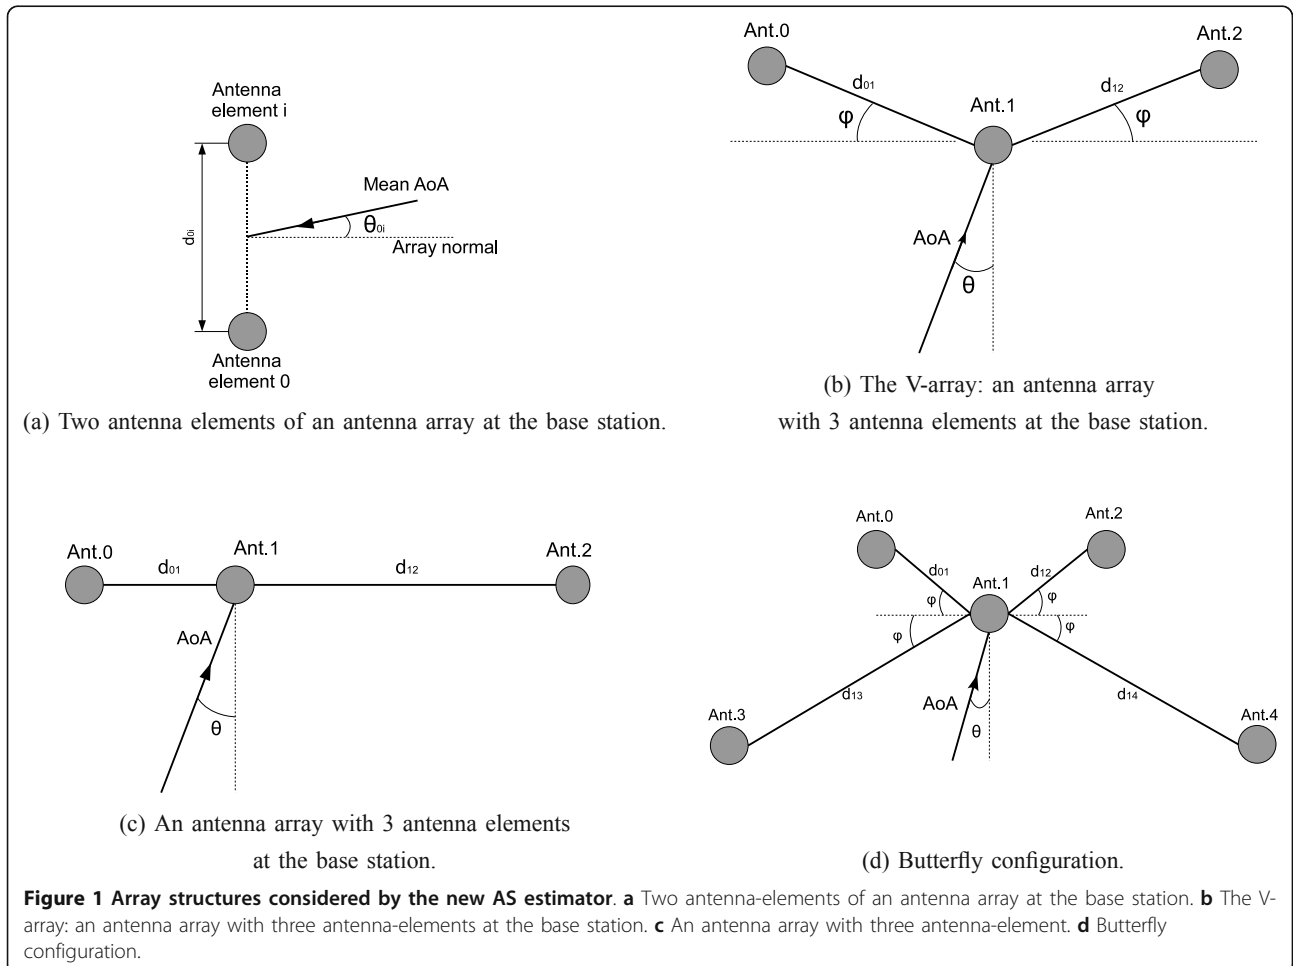 Antenna
element i
d0i
Mean AoA
θ0i
Array normal
Antenna
element 0
(a) Two antenna elements of an antenna array at the base station.
Ant.0
Ant.2
d01
d12
Ant.1
φ
φ
AoA
θ
(b) The V-array: an antenna array
with 3 antenna elements at the base station.
Ant.0
Ant.1
Ant.2
d01
d12
AoA
θ
(c) An antenna array with 3 antenna elements
at the base station.
Ant.0
Ant.2
d01
Ant.1
d12
φ
φ
φ
φ
d13
d14
AoA
Ant.3
Ant.4
θ
(d) Butterfly configuration.
Figure 1 Array structures considered by the new AS estimator. a Two antenna-elements of an antenna array at the base station. b The V-
array: an antenna array with three antenna-elements at the base station. c An antenna array with three antenna-element. d Butterfly
configuration.